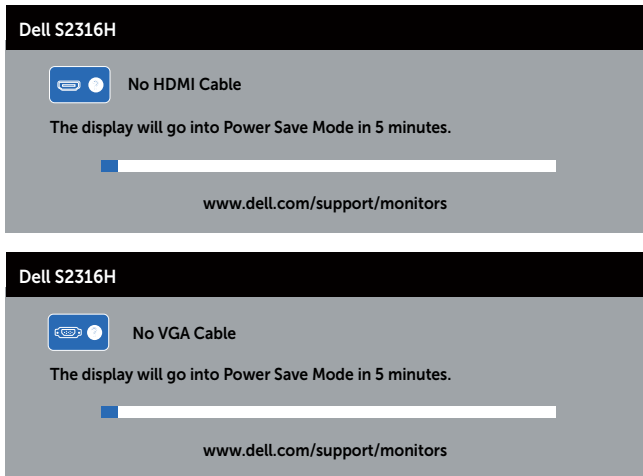 Dell S2316H
No HDMI Cable
The display will go into Power Save Mode in 5 minutes.
www.dell.com/support/monitors
Dell S2316H
No VGA Cable
The display will go into Power Save Mode in 5 minutes.
www.dell.com/support/monitors